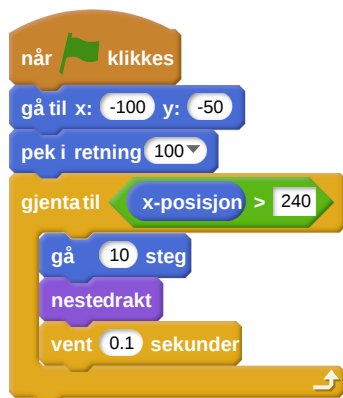 når klikkes
gå til x: -100 y: -50
pek i retning 100
gjenta til x-posisjon > 240
gå 10 steg
nestedrakt
vent 0.1 sekunder